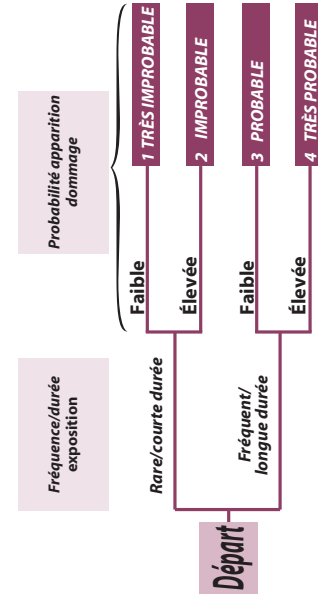 Fréquence/durée
exposition
Probabilité apparition
dommage
Départ
Rare/courte durée
Faible
1 TRÈS IMPROBABLE
Élevée
2 IMPROBABLE
Fréquent/
longue durée
Faible
3 PROBABLE
Élevée
4 TRÈS PROBABLE